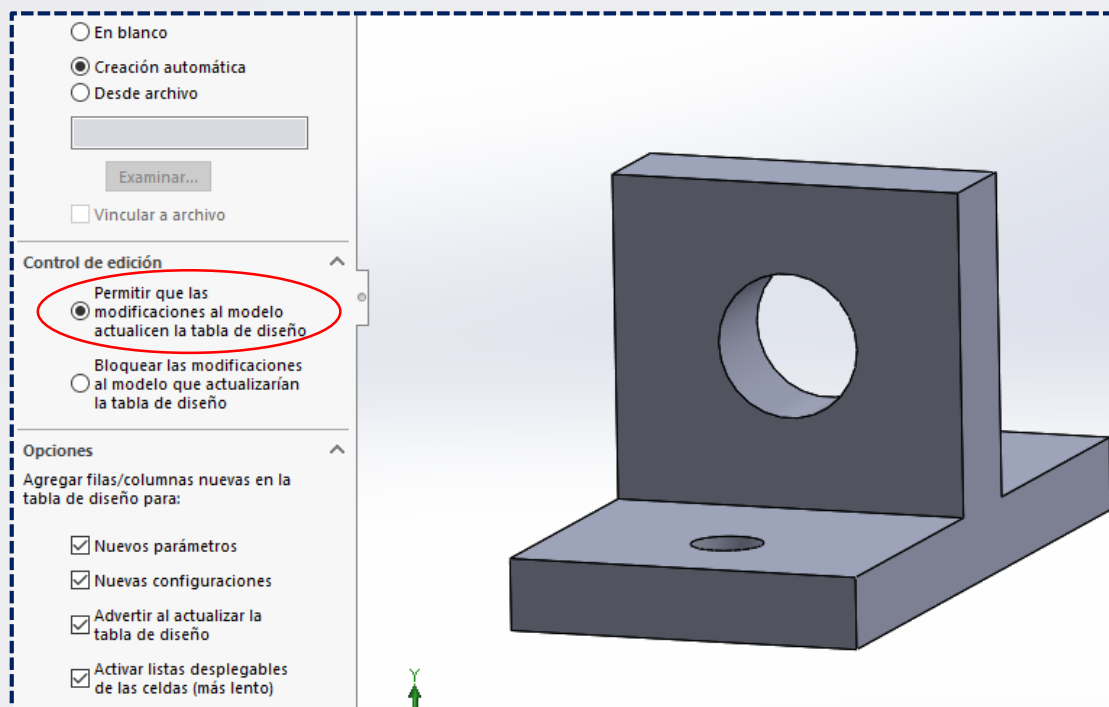 En blanco
Creación automática
Desde archivo
Examinar...
Vincular a archivo
Control de edición
Permitir que las
modificaciones al modelo
actualicen la tabla de diseño
Bloquear las modificaciones
al modelo que actualizarían
la tabla de diseño
Opciones
Agregar filas/columnas nuevas en la
tabla de diseño para:
Nuevos parámetros
Nuevas configuraciones
Advertir al actualizar la
tabla de diseño
Activar listas desplegables
de las celdas (más lento)
Y